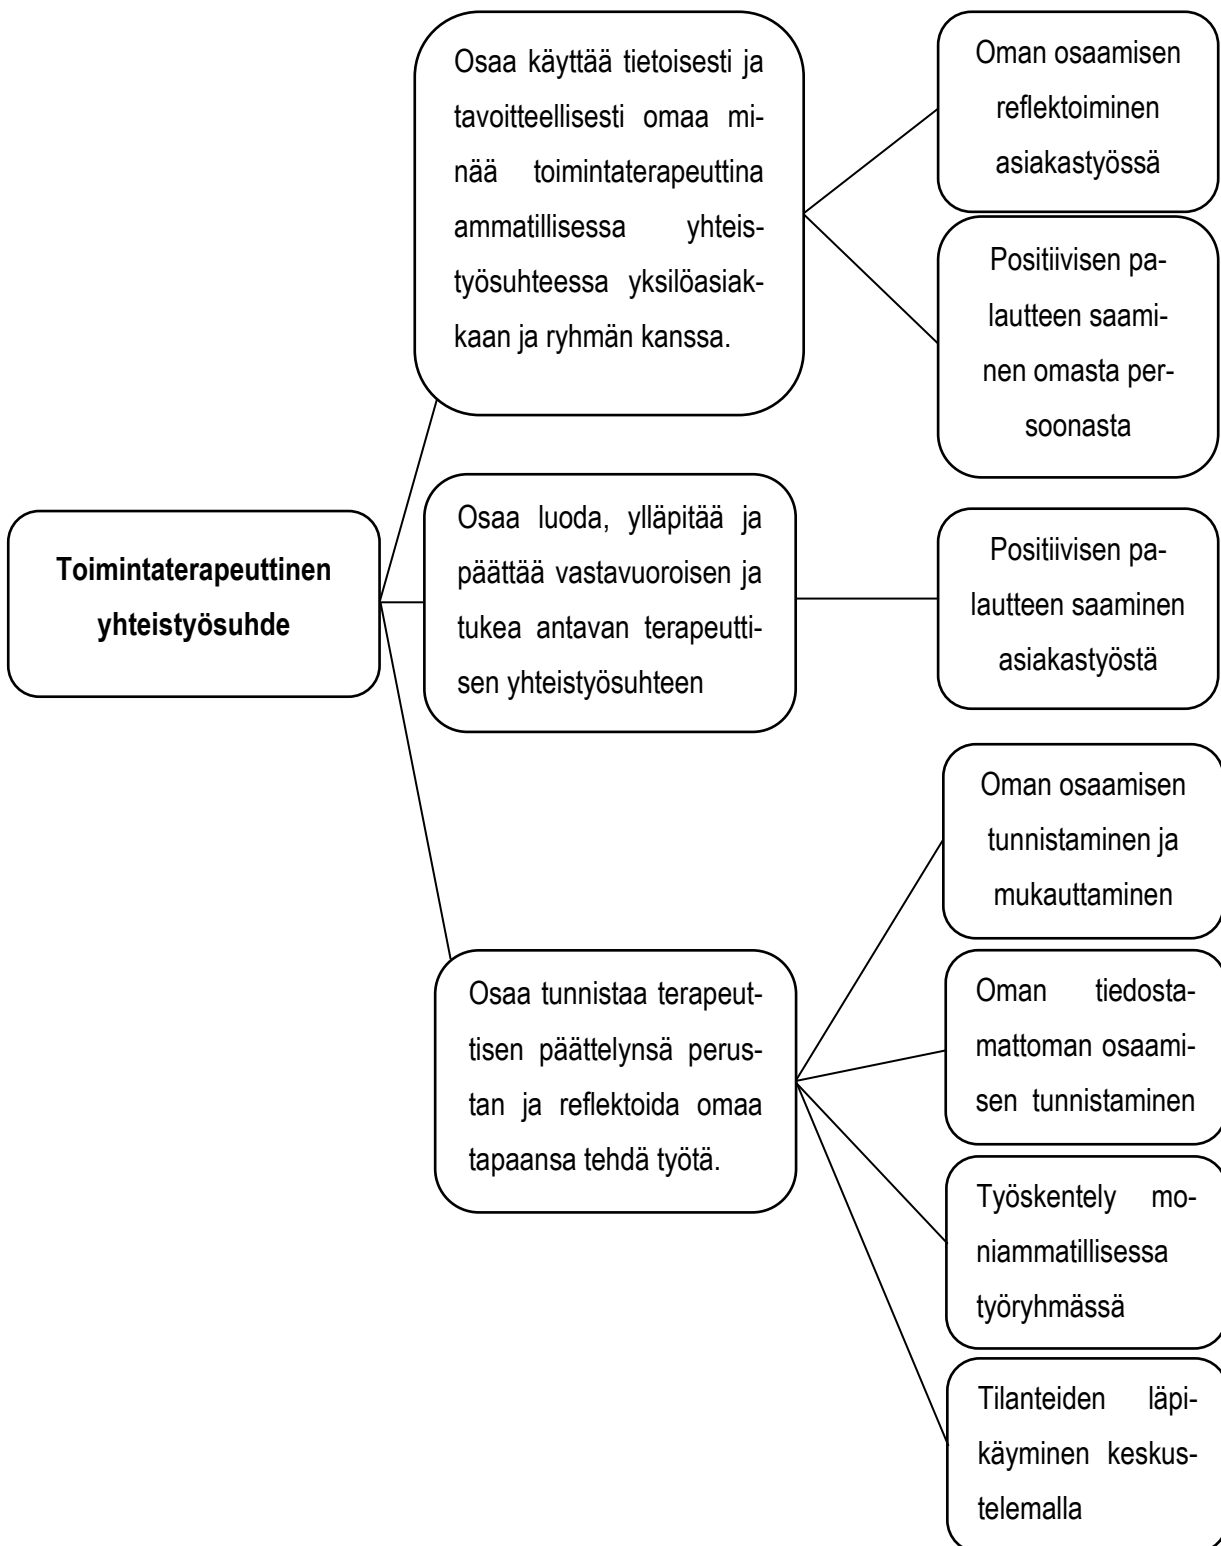 Osaa käyttää tietoisesti ja
tavoitteellisesti omaa mi-
nää toimintaterapeuttina
ammatillisessa yhteis-
työsuhteessa yksilöasiak-
kaan ja ryhmän kanssa.
Oman osaamisen
reflektoiminen
asiakastyössä
Positiivisen pa-
lautteen saami-
nen omasta per-
soonasta
Toimintaterapeuttinen
yhteistyösuhde
Osaa luoda, ylläpitää ja
päättää vastavuoroisen ja
tukea antavan terapeutti-
sen yhteistyösuhteen
Positiivisen pa-
lautteen saaminen
asiakastyöstä
Osaa tunnistaa terapeut-
tisen päättelynsä perus-
tan ja reflektoida omaa
tapaansa tehdä työtä.
Oman osaamisen
tunnistaminen ja
mukauttaminen
Oman tiedosta-
mattoman osaami-
sen tunnistaminen
Työskentely mo-
niammatillisessa
työryhmässä
Tilanteiden läpi-
käyminen keskus-
telemalla